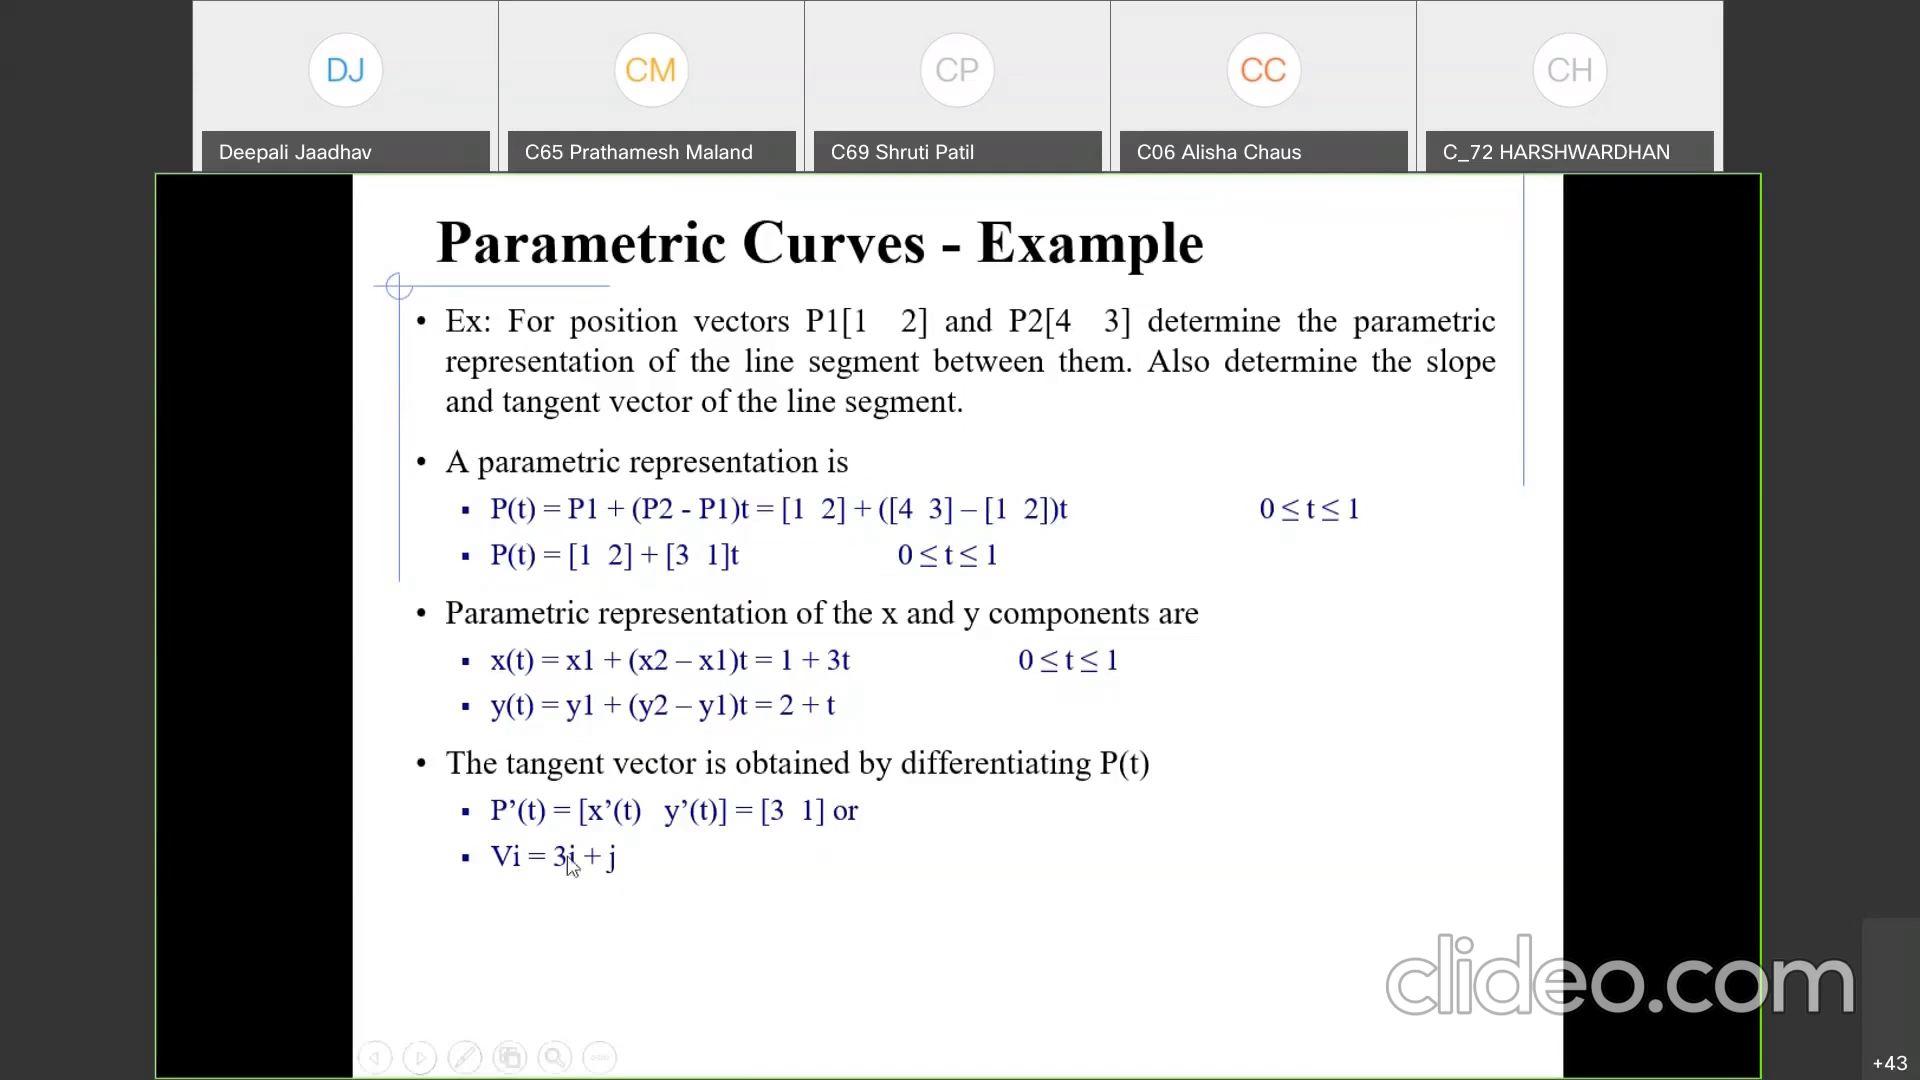 DJ
CM
CP
CC
CH
Deepali Jaadhav
C65 Prathamesh Maland
C69 Shruti Patil
C06 Alisha Chaus
C_72 HARSHWARDHAN
Parametric Curves - Example
• Ex: For position vectors P1[1 2] and P2[4 3] determine the parametric
representation of the line segment between them. Also determine the slope
and tangent vector of the line segment.
• A parametric representation is
▪ P(t) = P1 + (P2 - P1)t = [1 2] + ([4 3] – [1 2])t 0 ≤ t ≤ 1
▪ P(t) = [1 2] + [3 1]t 0 ≤ t ≤ 1
• Parametric representation of the x and y components are
▪ x(t) = x1 + (x2 – x1)t = 1 + 3t 0 ≤ t ≤ 1
▪ y(t) = y1 + (y2 – y1)t = 2 + t
• The tangent vector is obtained by differentiating P(t)
▪ P’(t) = [x’(t) y’(t)] = [3 1] or
▪ Vi = 3i + j
clideo.com
+43